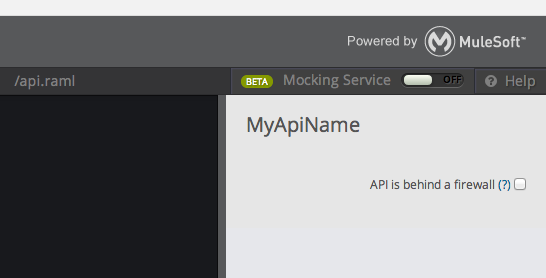 Powered by MuleSoft™
/api.raml BETA Mocking Service OFF Help
MyApiName
API is behind a firewall (?)